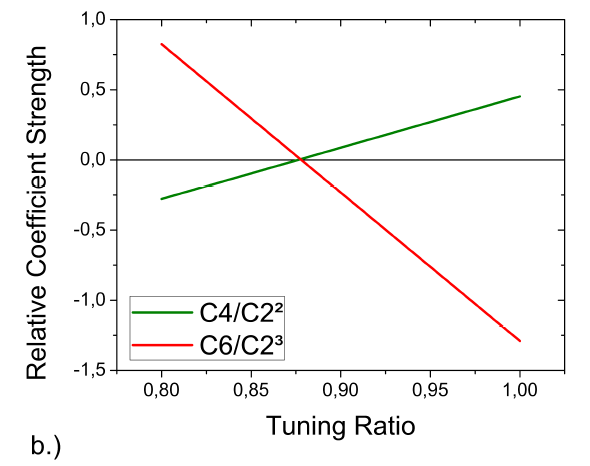 1,0
0,5
0,0
-0,5
-1,0
-1,5
Relative Coefficient Strength
C4/C2²
C6/C2³
0,80 0,85 0,90 0,95 1,00
Tuning Ratio
b.)